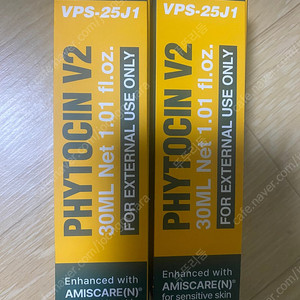 VPS-25J1
PHYTOCIN V2
30ML Net 1.01 fl.oz.
FOR EXTERNAL USE ONLY
Enhanced with
AMISCARE(N)®
VPS-25J1
PHYTOCIN V2
30ML Net 1.01 fl.oz.
FOR EXTERNAL USE ONLY
Enhanced with
AMISCARE(N)®
for sensitive skin